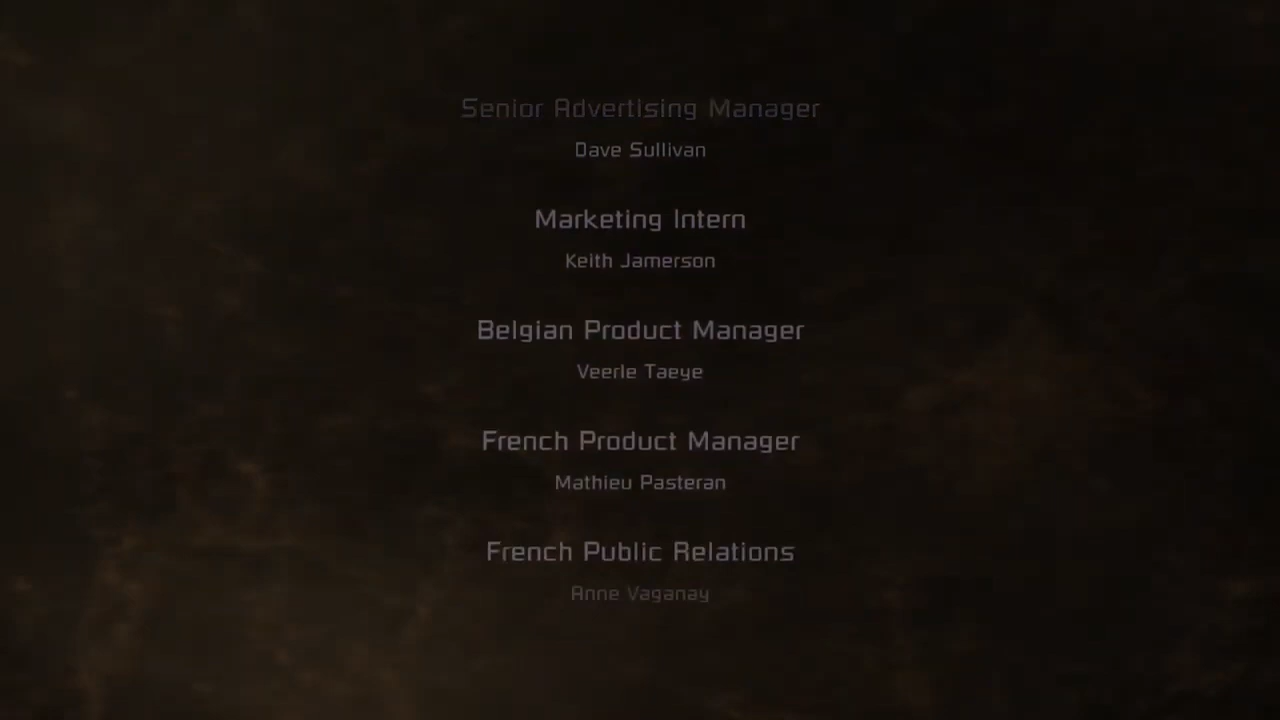 Senior Advertising Manager
Dave Sullivan
Marketing Intern
Keith Jamerson
Belgian Product Manager
Veerle Taeye
French Product Manager
Mathieu Pasteran
French Public Relations
Anne Vaganay